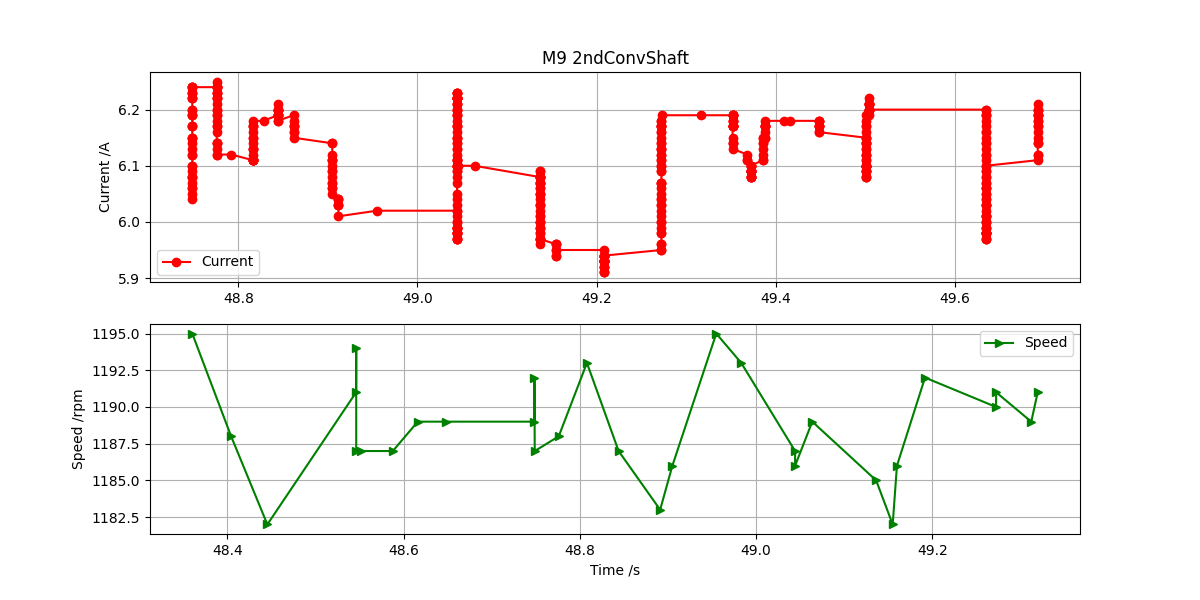 M9 2ndConvShaft
Current /A
6.2
6.1
6.0
5.9
Current
48.8 49.0 49.2 49.4 49.6
Speed /rpm
1195.0
1192.5
1190.0
1187.5
1185.0
1182.5
Speed
48.4 48.6 48.8 49.0 49.2
Time /s